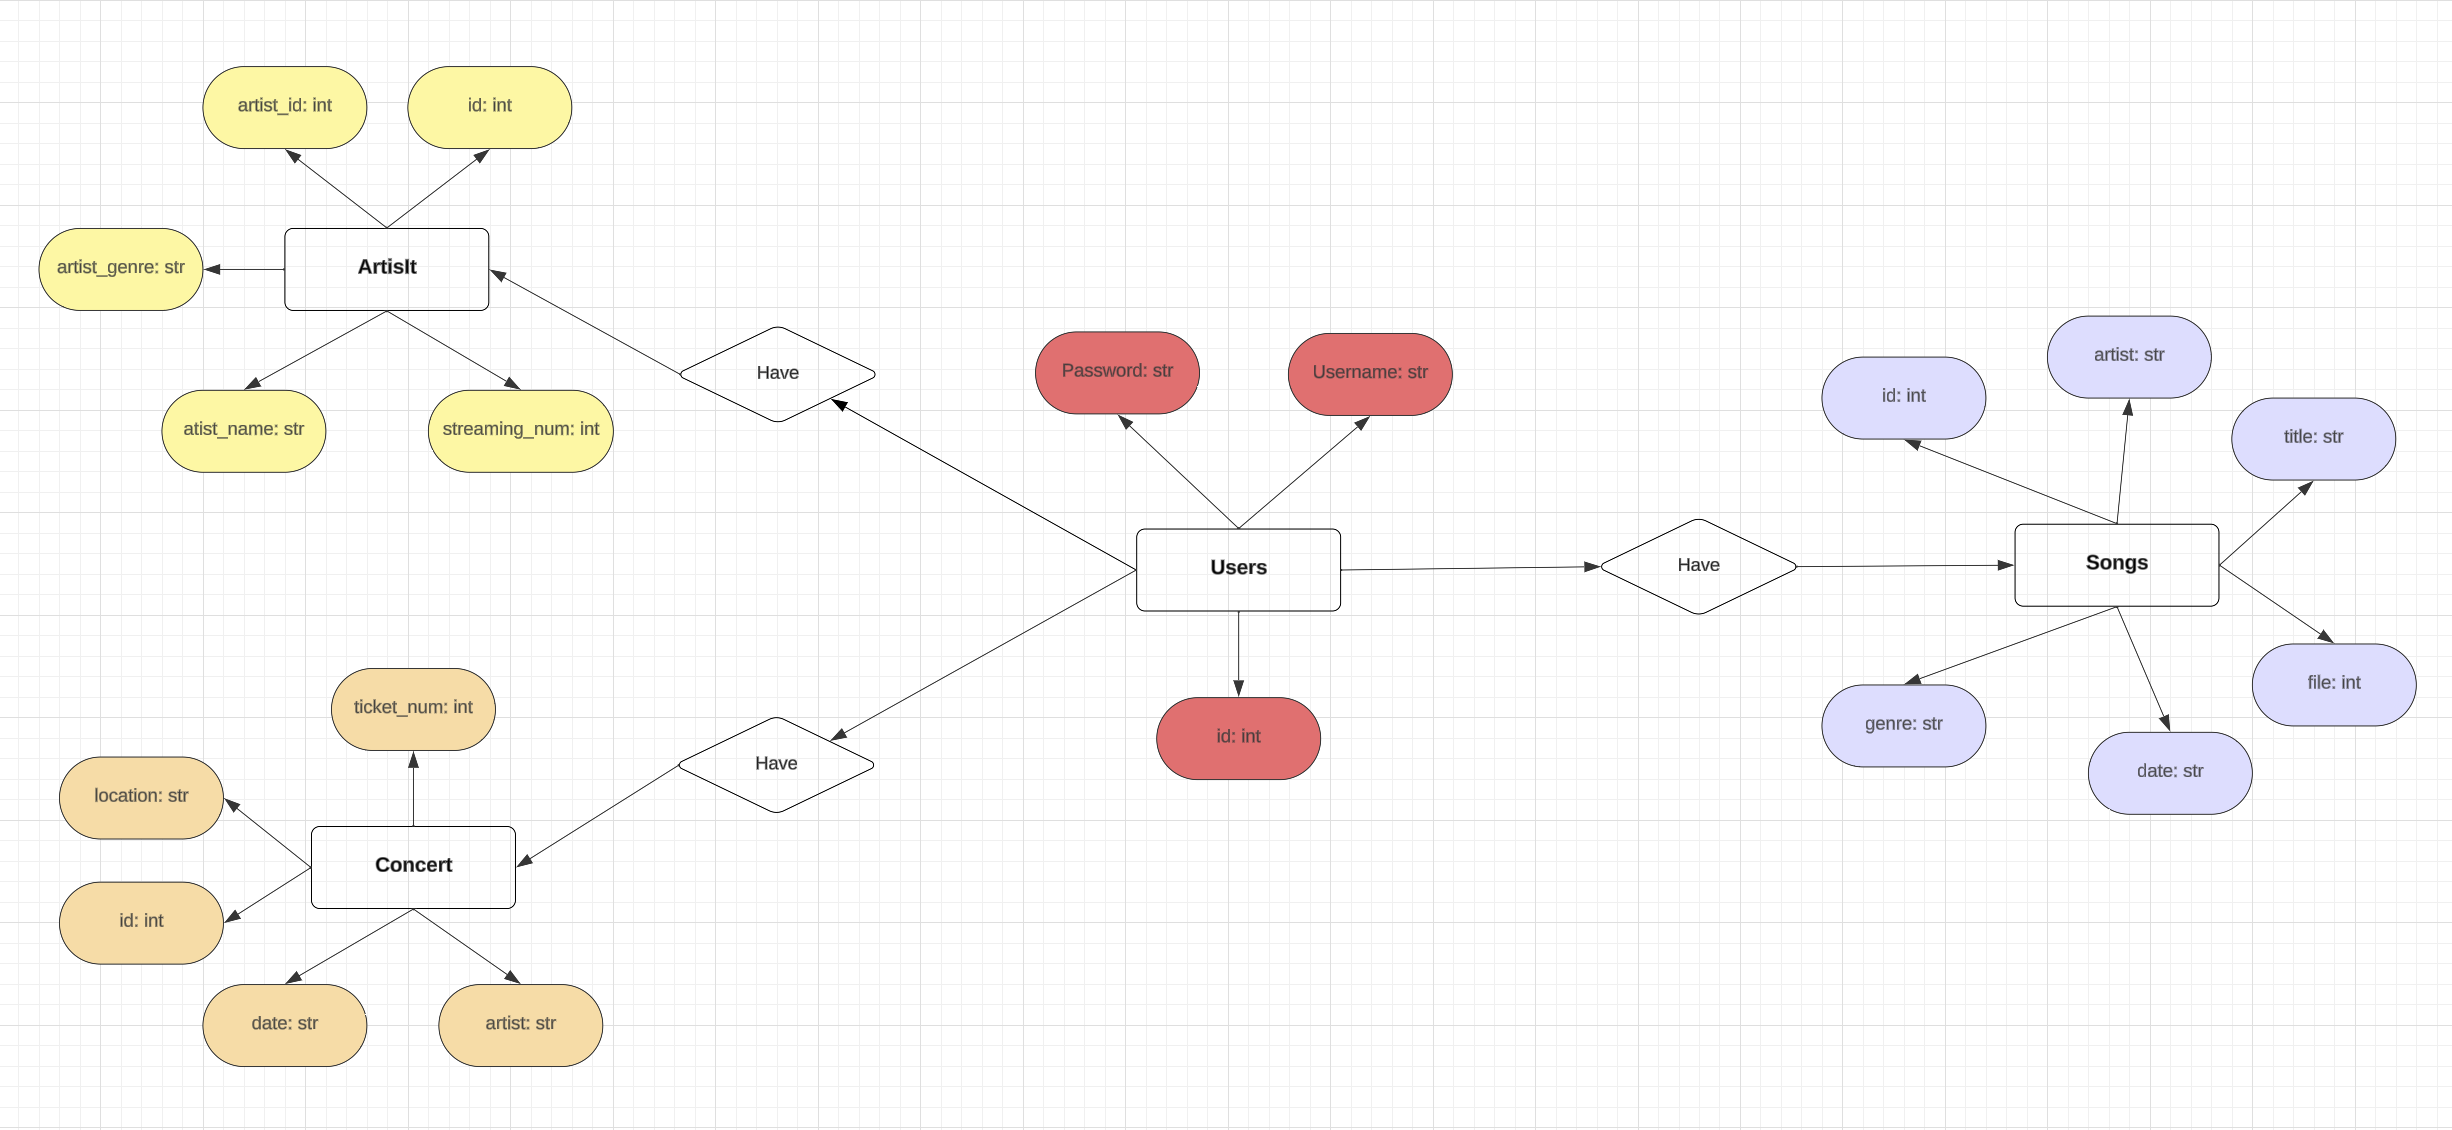 artist_id: int
id: int
artist_genre: str
ArtisIt
atist_name: str
streaming_num: int
Have
Password: str
Username: str
Users
id: int
Have
id: int
artist: str
title: str
Songs
file: int
genre: str
date: str
Have
ticket_num: int
location: str
Concert
id: int
date: str
artist: str